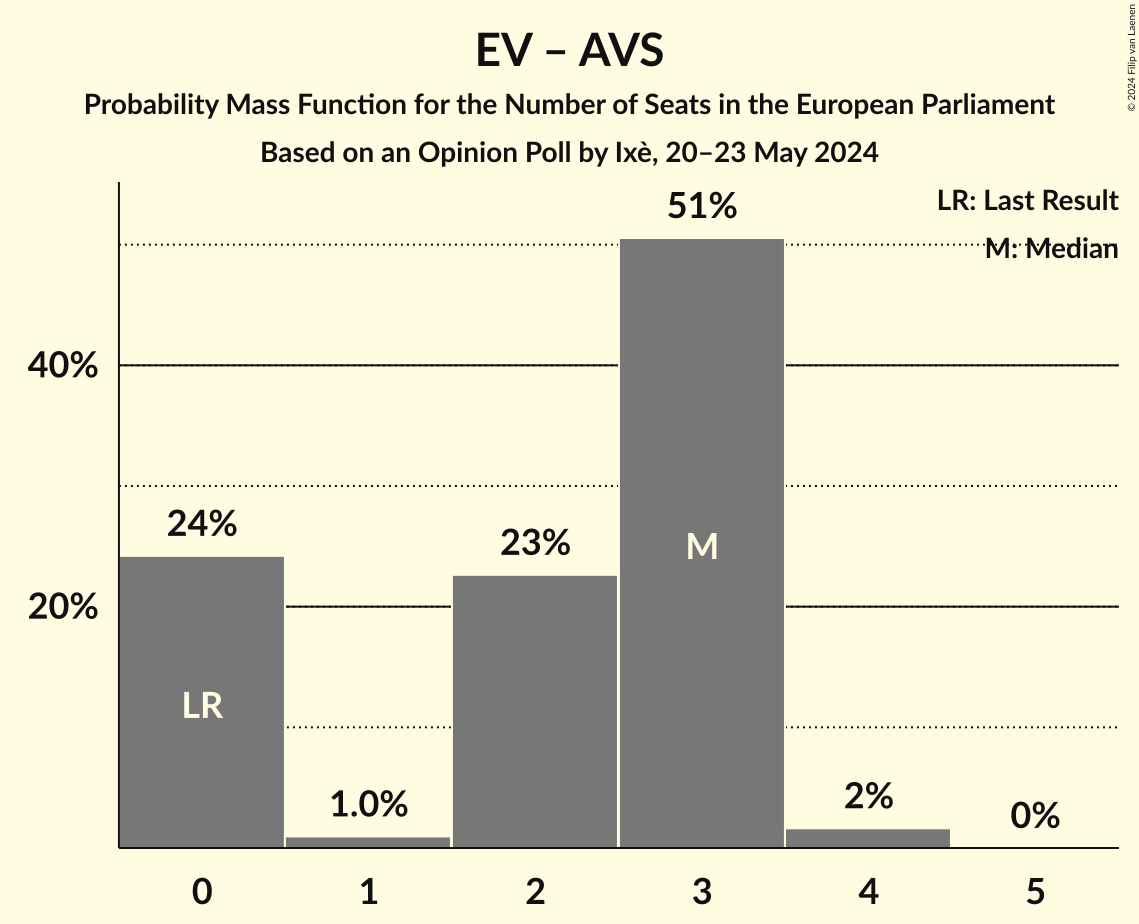 EV – AVS
Probability Mass Function for the Number of Seats in the European Parliament
Based on an Opinion Poll by Ixè, 20–23 May 2024
© 2024 Filip van Laenen
LR: Last Result
M: Median
51%
40%
24%
23%
M
20%
LR
1.0%
2%
0%
0 1 2 3 4 5